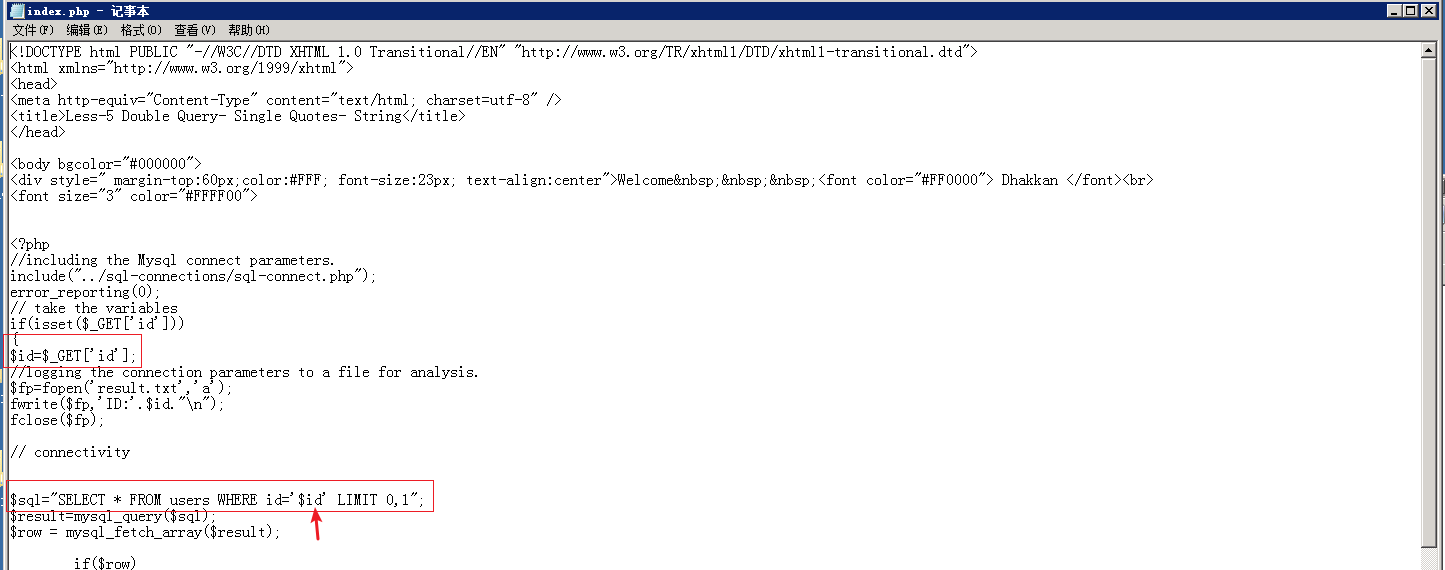 index.php - 记事本
文件(F) 编辑(E) 格式(O) 查看(V) 帮助(H)
<!DOCTYPE html PUBLIC "-//W3C//DTD XHTML 1.0 Transitional//EN" "http://www.w3.org/TR/xhtml1/DTD/xhtml1-transitional.dtd">
<html xmlns="http://www.w3.org/1999/xhtml">
<head>
<meta http-equiv="Content-Type" content="text/html; charset=utf-8" />
<title>Less-5 Double Query- Single Quotes- String</title>
</head>
<body bgcolor="#000000">
<div style=" margin-top:60px;color:#FFF; font-size:23px; text-align:center">Welcome&nbsp;&nbsp;&nbsp;<font color="#FF0000"> Dhakkan </font><br>
<font size="3" color="#FFFF00">
<?php
//including the Mysql connect parameters.
include("../sql-connections/sql-connect.php");
error_reporting(0);
// take the variables
if(isset($_GET['id']))
{
$id=$_GET['id'];
//logging the connection parameters to a file for analysis.
$fp=fopen('result.txt','a');
fwrite($fp,'ID:'.$id."\n");
fclose($fp);
// connectivity
$sql="SELECT * FROM users WHERE id='$id' LIMIT 0,1";
$result=mysql_query($sql);
$row = mysql_fetch_array($result);
if($row)